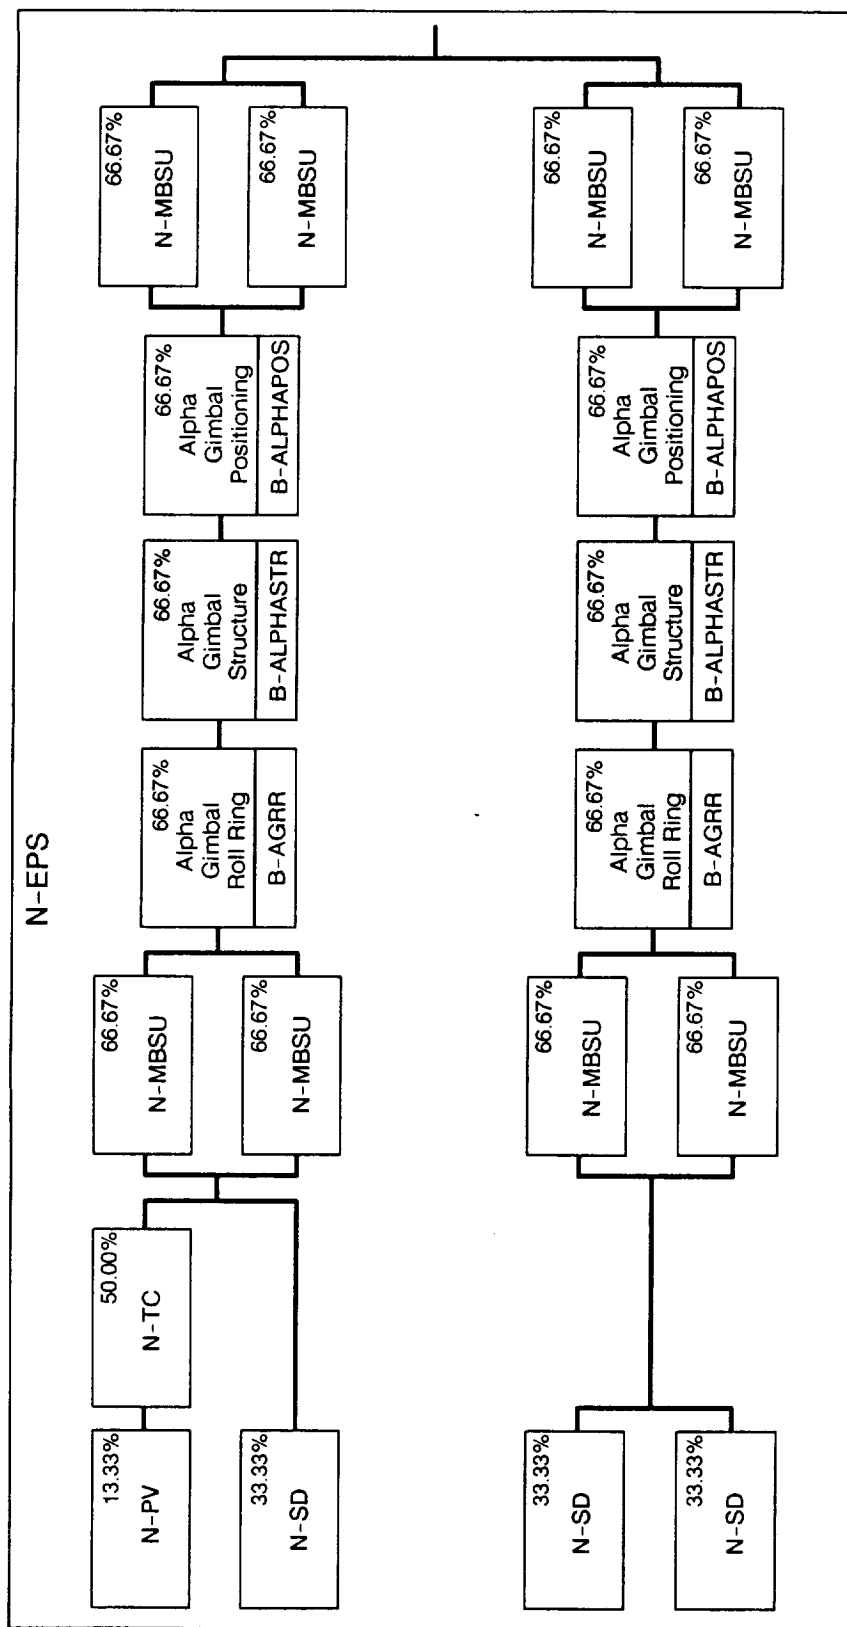 N-EPS
13.33%
N-PV
50.00%
N-TC
33.33%
N-SD
66.67%
N-MBSU
66.67%
N-MBSU
66.67%
Alpha
Gimbal
Roll Ring
B-AGRR
66.67%
Alpha
Gimbal
Structure
B-ALPHASTR
66.67%
Alpha
Gimbal
Positioning
B-ALPHAPOS
66.67%
N-MBSU
66.67%
N-MBSU
33.33%
N-SD
33.33%
N-SD
66.67%
N-MBSU
66.67%
N-MBSU
66.67%
Alpha
Gimbal
Roll Ring
B-AGRR
66.67%
Alpha
Gimbal
Structure
B-ALPHASTR
66.67%
Alpha
Gimbal
Positioning
B-ALPHAPOS
66.67%
N-MBSU
66.67%
N-MBSU